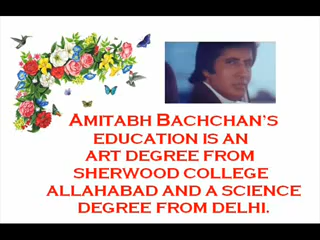 AMITABH BACHCHAN'S
EDUCATION IS AN
ART DEGREE FROM
SHERWOOD COLLEGE
ALLAHABAD AND A SCIENCE
DEGREE FROM DELHI.